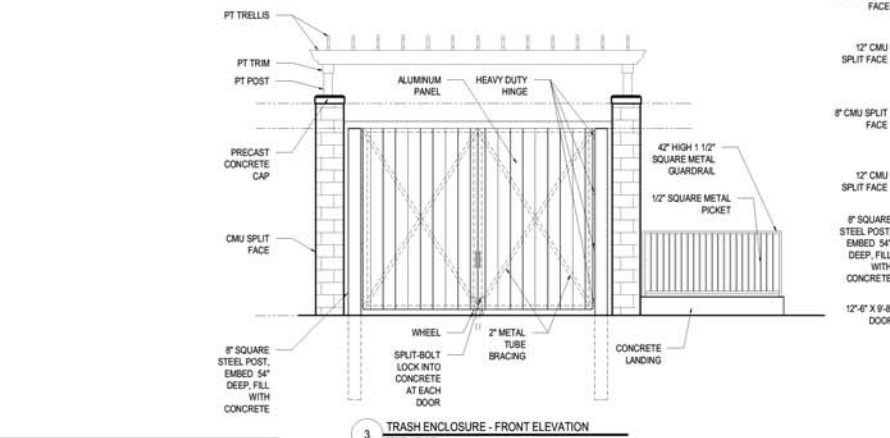 PT TRELLIS
PT TRIM
PT POST
PRECAST
CONCRETE
CAP
CMU SPLIT
FACE
8" SQUARE
STEEL POST,
EMBED 54"
DEEP, FILL
WITH
CONCRETE
ALUMINUM
PANEL
HEAVY DUTY
HINGE
WHEEL
SPLIT-BOLT
LOCK INTO
CONCRETE
AT EACH
DOOR
2" METAL
TUBE
BRACING
42" HIGH 1 1/2"
SQUARE METAL
GUARDRAIL
1/2" SQUARE METAL
PICKET
CONCRETE
LANDING
FACE
12" CMU
SPLIT FACE
8" CMU SPLIT
FACE
12" CMU
SPLIT FACE
8" SQUARE
STEEL POST
EMBED 54"
DEEP, FILL
WITH
CONCRETE
12'-6" X 9'-8
DOOR
3 TRASH ENCLOSURE - FRONT ELEVATION